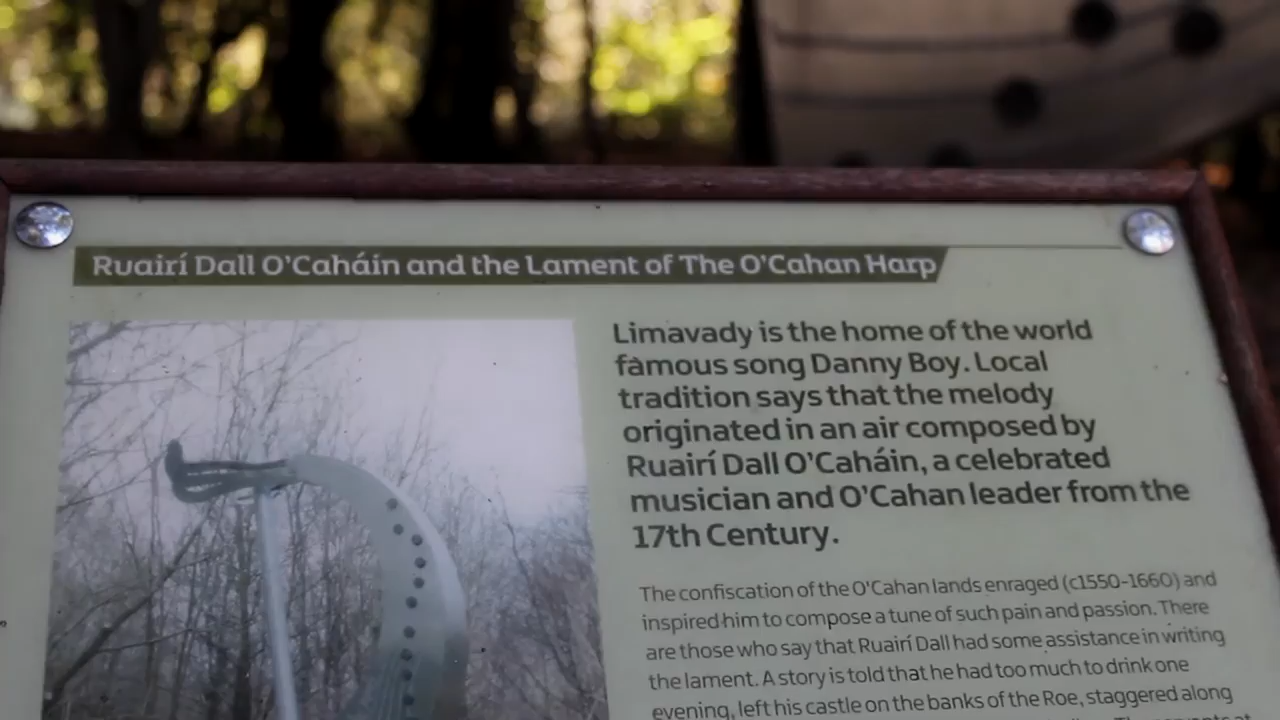 Ruairí Dall O'Caháin and the Lament of The O'Cahan Harp
Limavady is the home of the world
famous song Danny Boy. Local
tradition says that the melody
originated in an air composed by
Ruairí Dall O'Caháin, a celebrated
musician and O'Cahan leader from the
17th Century.
The confiscation of the O'Cahan lands enraged (c1550-1660) and
inspired him to compose a tune of such pain and passion. There
are those who say that Ruairí Dall had some assistance in writing
the lament. A story is told that he had too much to drink one
evening, left his castle on the banks of the Roe, staggered along